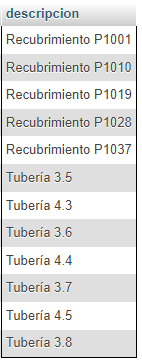 descripcion
Recubrimiento P1001
Recubrimiento P1010
Recubrimiento P1019
Recubrimiento P1028
Recubrimiento P1037
Tubería 3.5
Tubería 4.3
Tubería 3.6
Tubería 4.4
Tubería 3.7
Tubería 4.5
Tubería 3.8